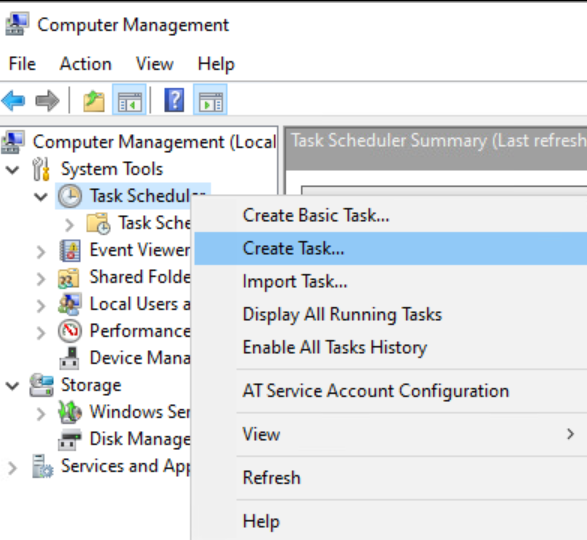 Computer Management
File Action View Help
Computer Management (Local
Task Scheduler Summary (Last refresh
System Tools
Task Scheduler
Task Sche
Event Viewer
Shared Folde
Local Users a
Performance
Device Mana
Storage
Windows Ser
Disk Manage
Services and App
Create Basic Task...
Create Task...
Import Task...
Display All Running Tasks
Enable All Tasks History
AT Service Account Configuration
View
Refresh
Help